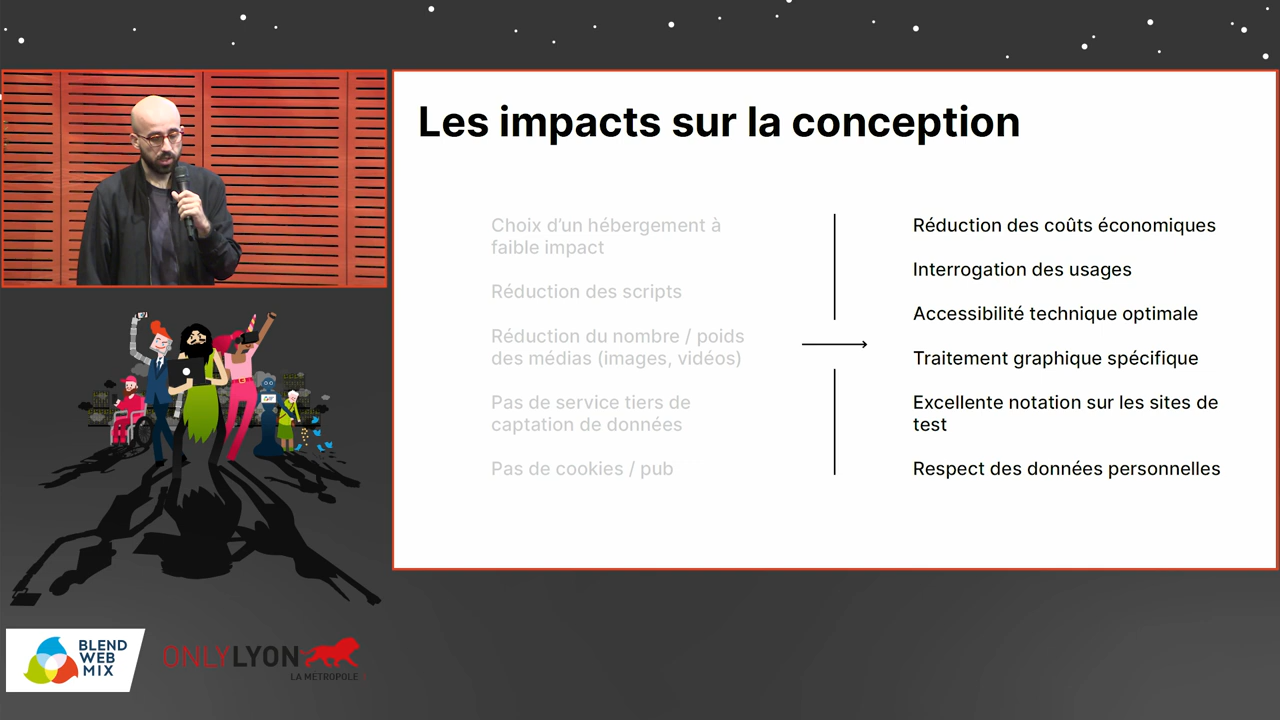 Les impacts sur la conception
Choix d’un hébergement à
faible impact
Réduction des scripts
Réduction du nombre / poids
des médias (images, vidéos)
Pas de service tiers de
captation de données
Pas de cookies / pub
Réduction des coûts économiques
Interrogation des usages
Accessibilité technique optimale
Traitement graphique spécifique
Excellente notation sur les sites de
test
Respect des données personnelles
BLEND
WEB
MIX
ONLYLYON
LA MÉTROPOLE